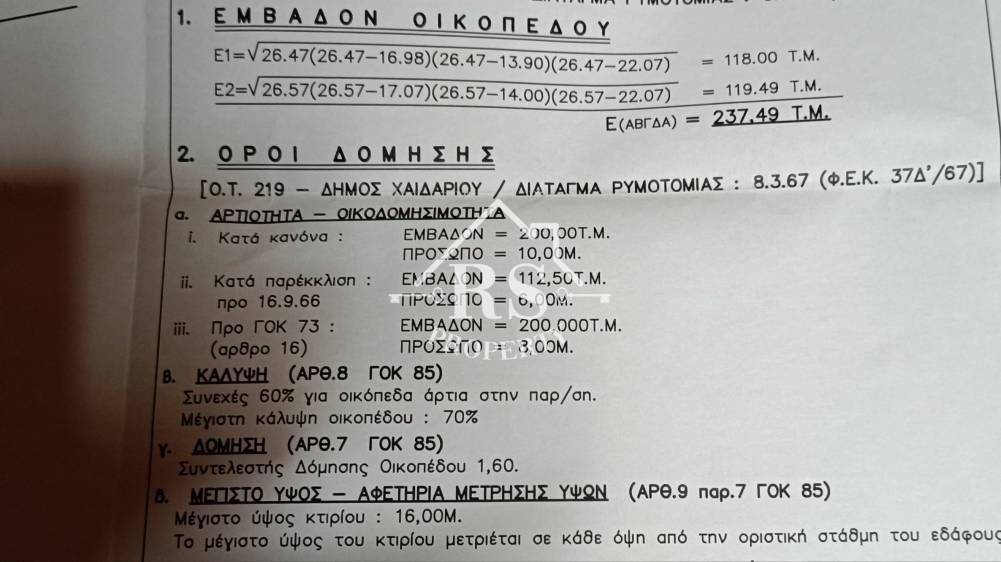 1. ΕΜΒΑΔΟΝ ΟΙΚΟΠΕΔΟΥ
E1=√26.47(26.47-16.98)(26.47-13.90)(26.47-22.07) = 118.00 Τ.Μ.
E2=√26.57(26.57-17.07)(26.57-14.00)(26.57-22.07) = 119.49 Τ.Μ.
Ε(ΑΒΓΔΑ) = 237,49 Τ.Μ.
2. ΟΡΟΙ ΔΟΜΗΣΗΣ
[Ο.Τ. 219 - ΔΗΜΟΣ ΧΑΙΔΑΡΙΟΥ / ΔΙΑΤΑΓΜΑ ΡΥΜΟΤΟΜΙΑΣ : 8.3.67 (Φ.Ε.Κ. 37Δ'/67)]
α. ΑΡΤΙΟΤΗΤΑ - ΟΙΚΟΔΟΜΗΣΙΜΟΤΗΤΑ
i. Κατά κανόνα : ΕΜΒΑΔΟΝ = 200,00Τ.Μ.
ΠΡΟΣΩΠΟ = 10,00Μ.
ii. Κατά παρέκκλιση : ΕΜΒΑΔΟΝ = 112,50Τ.Μ.
προ 16.9.66 ΠΡΟΣΩΠΟ = 6,00Μ.
iii. Προ ΓΟΚ 73 : ΕΜΒΑΔΟΝ = 200.000Τ.Μ.
(αρθρο 16) ΠΡΟΣΩΠΟ = 8,00Μ.
RS
PROPERTY
β. ΚΑΛΥΨΗ (ΑΡΘ.8 ΓΟΚ 85)
Συνεχές 60% για οικόπεδα άρτια στην παρ/ση.
Μέγιστη κάλυψη οικοπέδου : 70%
γ. ΔΟΜΗΣΗ (ΑΡΘ.7 ΓΟΚ 85)
Συντελεστής Δόμησης Οικοπέδου 1,60.
δ. ΜΕΓΙΣΤΟ ΥΨΟΣ - ΑΦΕΤΗΡΙΑ ΜΕΤΡΗΣΗΣ ΥΨΩΝ (ΑΡΘ.9 παρ.7 ΓΟΚ 85)
Μέγιστο ύψος κτιρίου : 16,00Μ.
Το μέγιστο ύψος του κτιρίου μετριέται σε κάθε όψη από την οριστική στάθμη του εδάφους